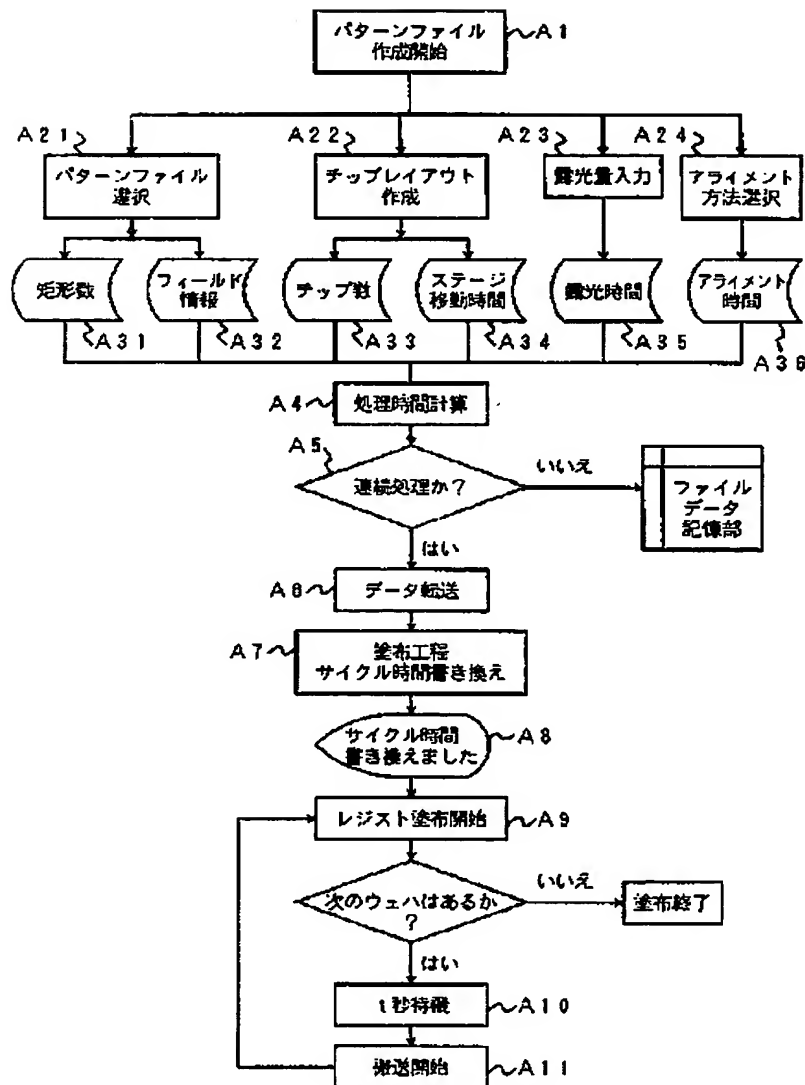 パターンファイル
作成開始
A1
A21
A22
A23
A24
パターンファイル
選択
チップレイアウト
作成
露光量入力
アライメント
方法選択
矩形数
フィールド
情報
チップ数
ステージ
移動時間
露光時間
アライメント
時間
A31
A32
A33
A34
A35
A36
A4
処理時間計算
A5
連続処理か?
いいえ
ファイル
データ
記憶部
はい
A6
データ転送
A7
塗布工程
サイクル時間書き換え
サイクル時間
書き換えました
A8
レジスト塗布開始
A9
次のウェハはあるか
?
いいえ
塗布終了
はい
t秒待機
A10
搬送開始
A11